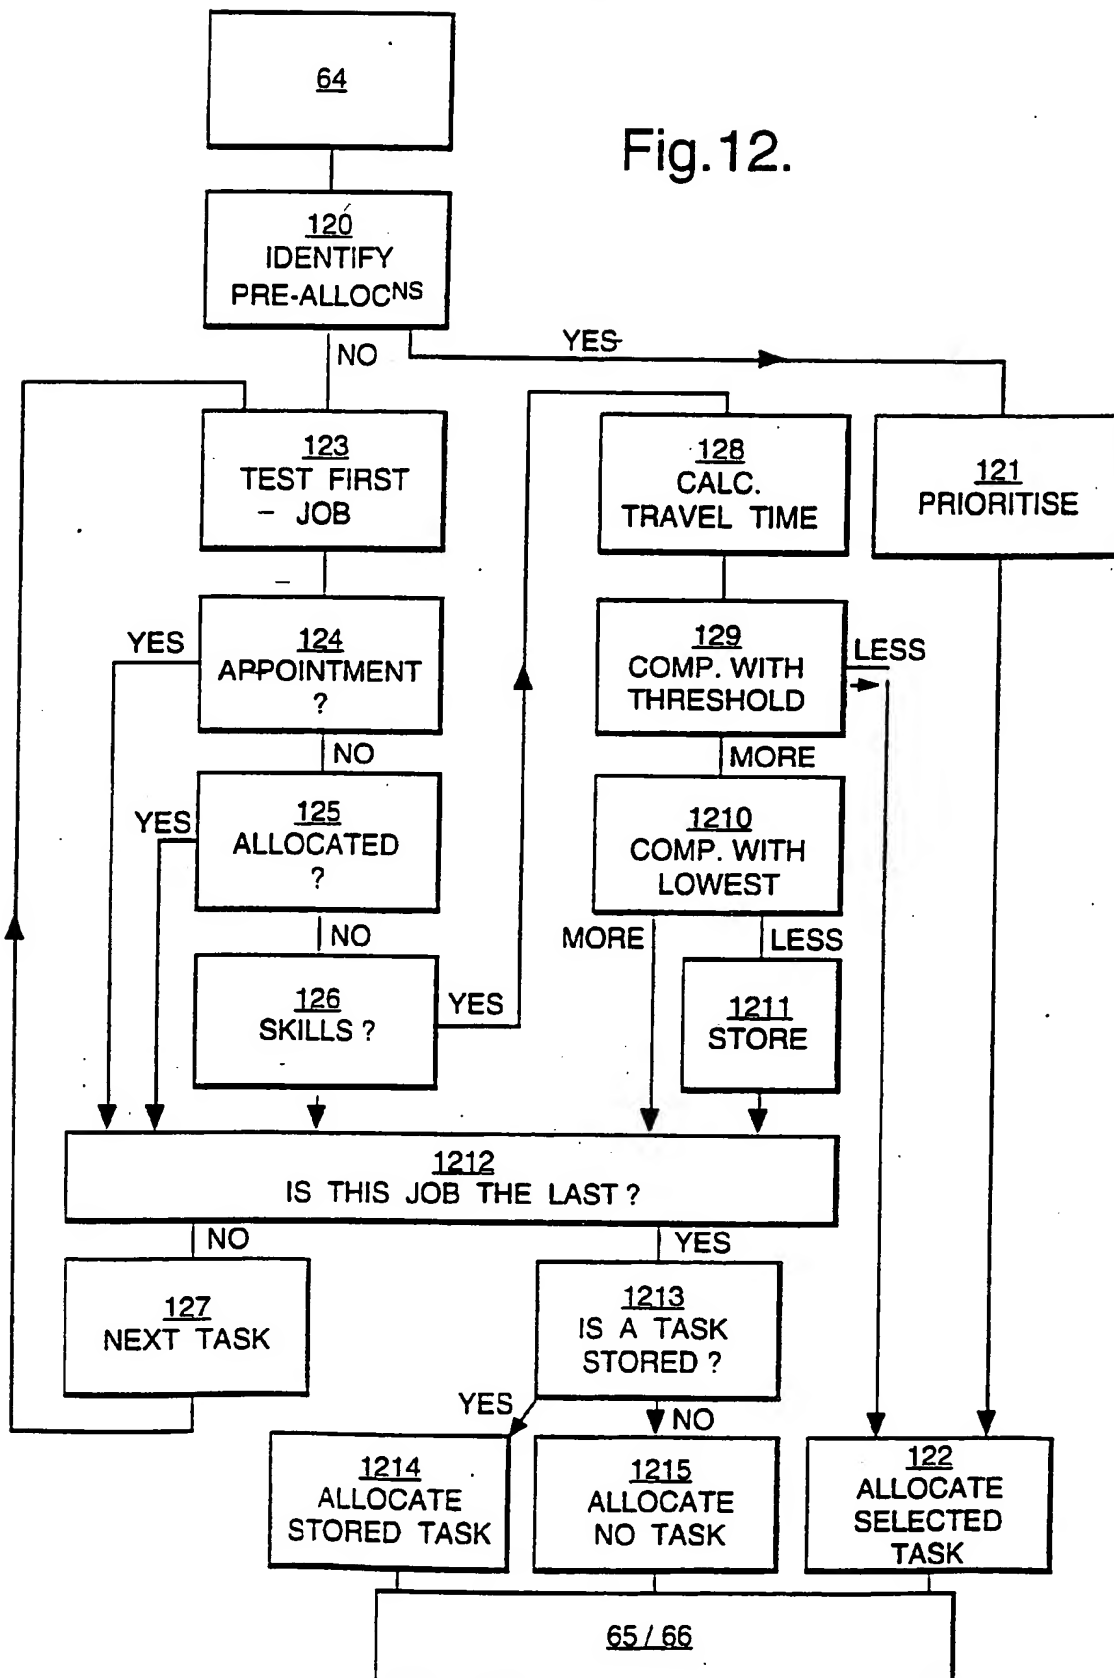 64
Fig.12.
120
IDENTIFY
PRE-ALLOCNS
NO
YES
123
TEST FIRST
JOB
128
CALC.
TRAVEL TIME
121
PRIORITISE
YES
124
APPOINTMENT
?
129
COMP. WITH
THRESHOLD
LESS
NO
MORE
YES
125
ALLOCATED
?
1210
COMP. WITH
LOWEST
NO
MORE
LESS
126
SKILLS ?
YES
1211
STORE
1212
IS THIS JOB THE LAST ?
NO
YES
127
NEXT TASK
1213
IS A TASK
STORED ?
YES
NO
1214
ALLOCATE
STORED TASK
1215
ALLOCATE
NO TASK
122
ALLOCATE
SELECTED
TASK
65 / 66